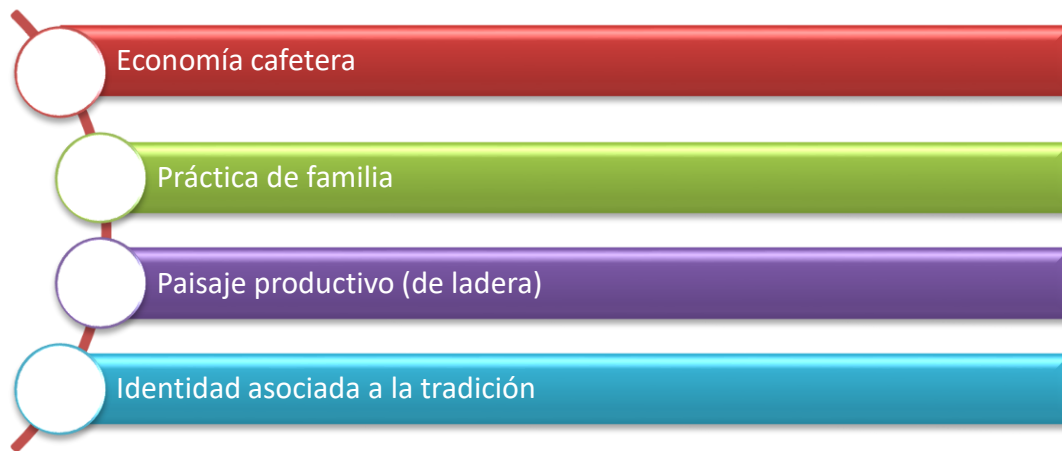 Economía cafetera
Práctica de familia
Paisaje productivo (de ladera)
Identidad asociada a la tradición